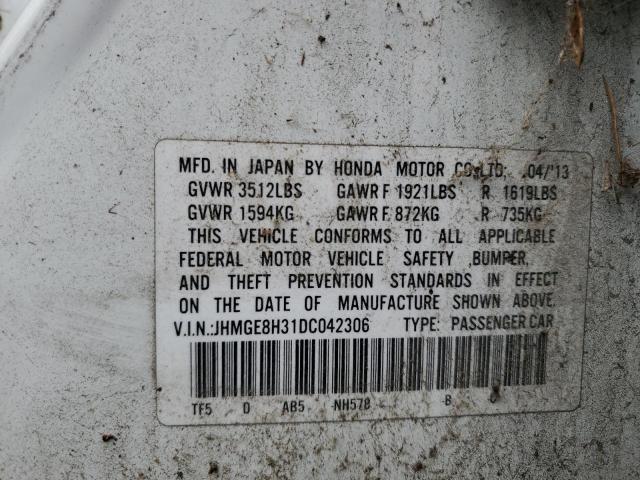 MFD. IN JAPAN BY HONDA MOTOR CO.,LTD. 04/'13
GVWR 3512LBS GAWR F 1921LBS R 1619LBS
GVWR 1594KG GAWR F 872KG R 735KG
THIS VEHICLE CONFORMS TO ALL APPLICABLE
FEDERAL MOTOR VEHICLE SAFETY BUMPER,
AND THEFT PREVENTION STANDARDS IN EFFECT
ON THE DATE OF MANUFACTURE SHOWN ABOVE.
V.I.N.:JHMGE8H31DC042306 TYPE: PASSENGER CAR
TF5 0 AB5 NH578 B